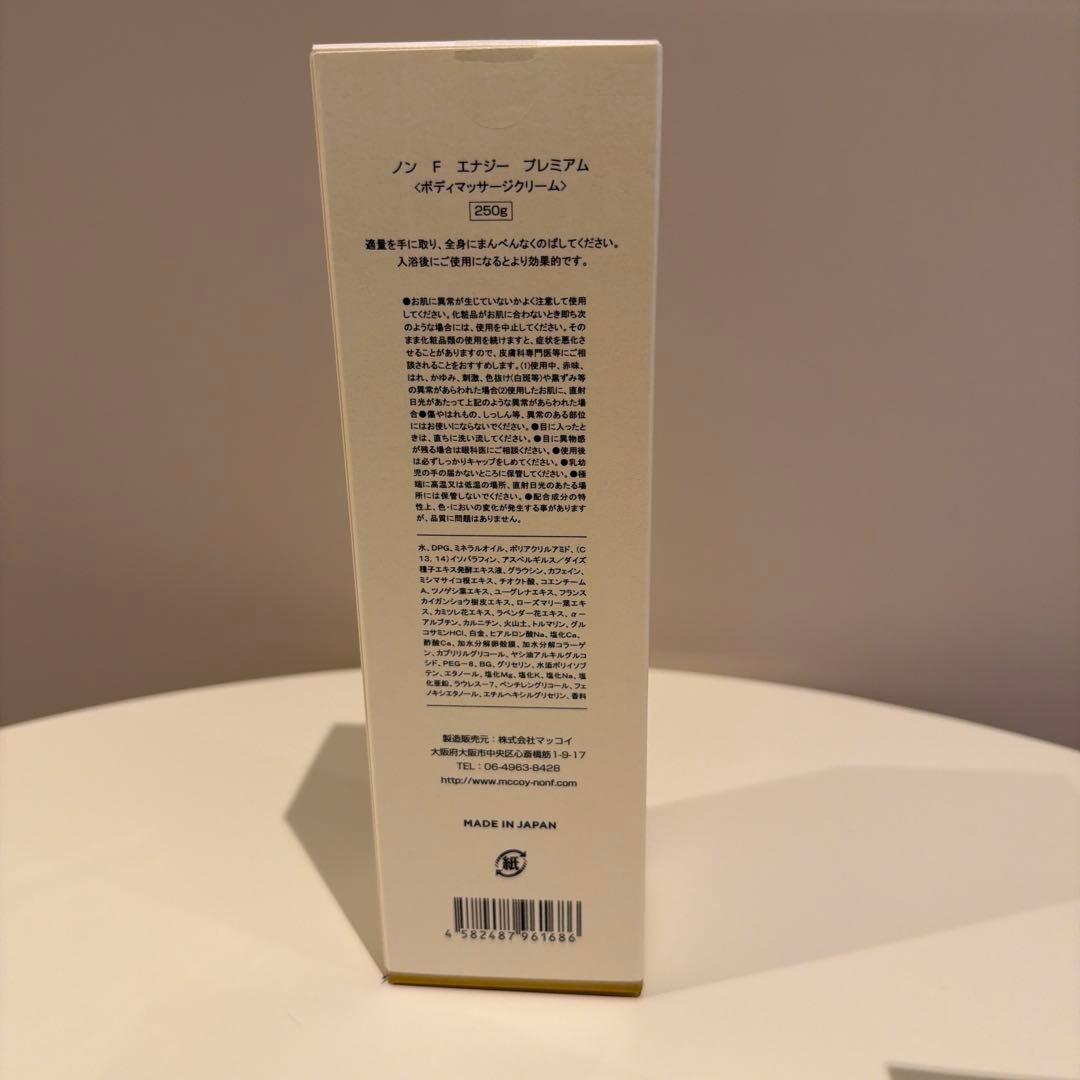 ノン F エナジー プレミアム
〈ボディマッサージクリーム〉
250g
適量を手に取り、全身にまんべんなくのばしてください。
入浴後にご使用になるとより効果的です。
●お肌に異常が生じていないかよく注意して使用
してください。化粧品がお肌に合わないとき即ち次
のような場合には、使用を中止してください。その
まま化粧品類の使用を続けますと、症状を悪化さ
せることがありますので、皮膚科専門医等にご相
談されることをおすすめします。(1)使用中、赤味、
はれ、かゆみ、刺激、色抜け(白斑等)や黒ずみ等
の異常があらわれた場合(2)使用したお肌に、直射
日光があたって上記のような異常があらわれた場
合●傷やはれもの、しっしん等、異常のある部位
にはお使いにならないでください。●目に入ったと
きは、直ちに洗い流してください。●目に異物感
が残る場合は眼科医にご相談ください。●使用後
は必ずしっかりキャップをしめてください。●乳幼
児の手の届かないところに保管してください。●極
端に高温又は低温の場所、直射日光のあたる場
所には保管しないでください。●配合成分の特
性上、色・においの変化が発生する事があります
が、品質に問題はありません。
水、DPG、ミネラルオイル、ポリアクリルアミド、(C
13，14)イソパラフィン、アスペルギルス／ダイズ
種子エキス発酵エキス液、グラウシン、カフェイン、
ミシマサイコ根エキス、チオクト酸、コエンチーム
A、ツノゲシ葉エキス、ユーグレナエキス、フランス
カイガンショウ樹皮エキス、ローズマリー葉エキ
ス、カミツレ花エキス、ラベンダー花エキス、α－
アルブチン、カルニチン、火山土、トルマリン、グル
コサミンHCl、白金、ヒアルロン酸Na、塩化Ca、
酢酸Ca、加水分解卵殻膜、加水分解コラーゲ
ン、カプリリルグリコール、ヤシ油アルキルグルコ
シド、PEG－8、BG、グリセリン、水添ポリイソブ
テン、エタノール、塩化Mg、塩化K、塩化Na、塩
化亜鉛、ラウレス－7、ペンチレングリコール、フェ
ノキシエタノール、エチルヘキシルグリセリン、香料
製造販売元：株式会社マッコイ
大阪府大阪市中央区心斎橋筋1-9-17
TEL：06-4963-8428
http://www.mccoy-nonf.com
MADE IN JAPAN
紙
4 582487 961686